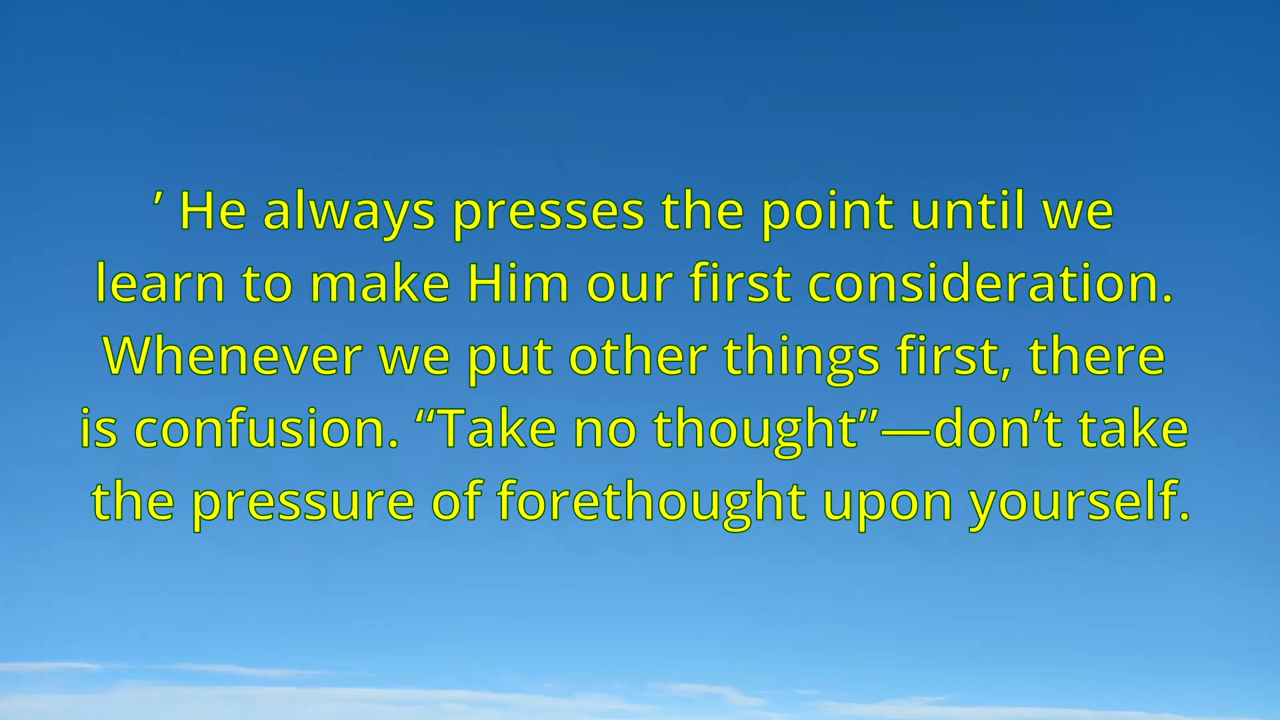 ’ He always presses the point until we
learn to make Him our first consideration.
Whenever we put other things first, there
is confusion. “Take no thought”—don’t take
the pressure of forethought upon yourself.